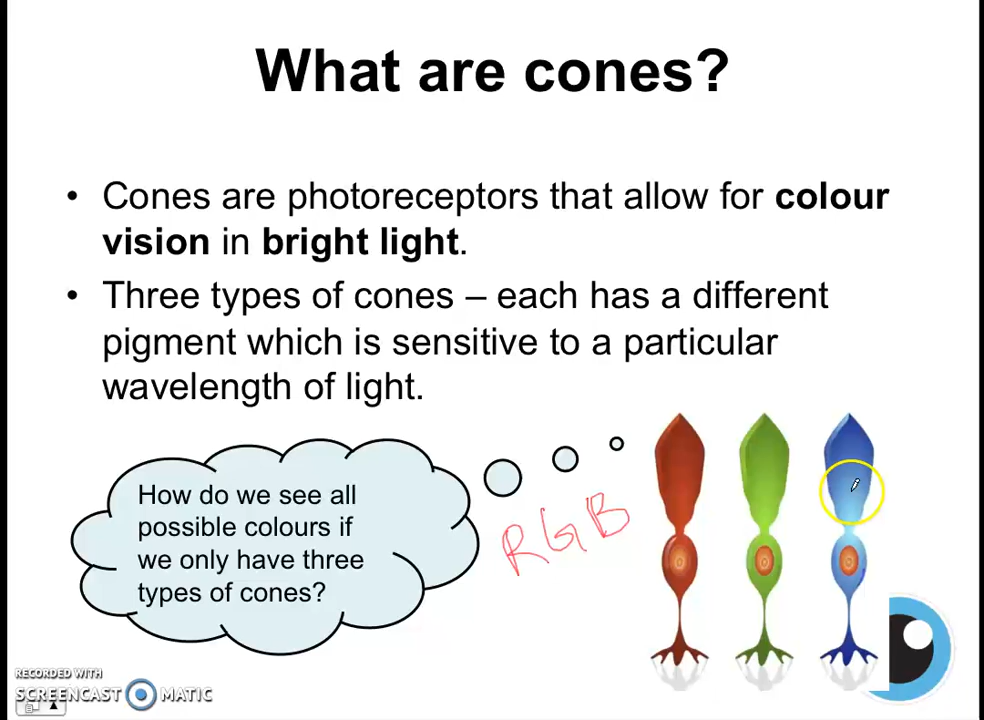 What are cones?
• Cones are photoreceptors that allow for colour
vision in bright light.
• Three types of cones – each has a different
pigment which is sensitive to a particular
wavelength of light.
How do we see all
possible colours if
we only have three
types of cones?
RGB
RECORDED WITH
SCREENCAST MATIC